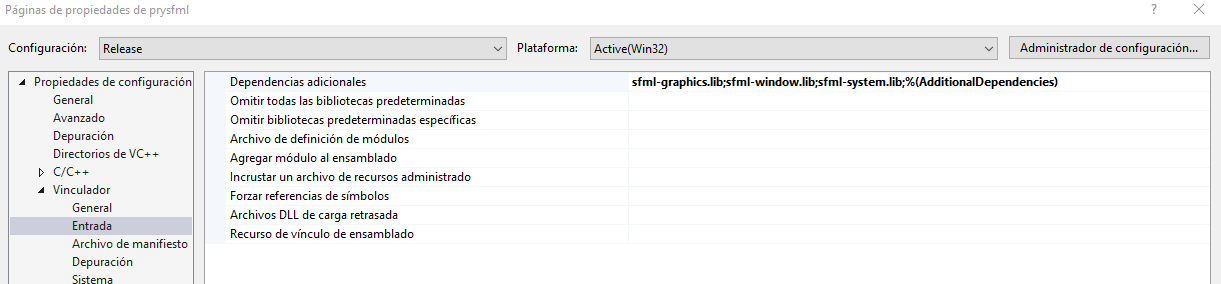 Páginas de propiedades de prysfml ? ×
Configuración: Release Plataforma: Active(Win32) Administrador de configuración...
Propiedades de configuración
General
Avanzado
Depuración
Directorios de VC++
C/C++
Vinculador
General
Entrada
Archivo de manifiesto
Depuración
Sistema
Dependencias adicionales sfml-graphics.lib;sfml-window.lib;sfml-system.lib;%(AdditionalDependencies)
Omitir todas las bibliotecas predeterminadas
Omitir bibliotecas predeterminadas específicas
Archivo de definición de módulos
Agregar módulo al ensamblado
Incrustar un archivo de recursos administrado
Forzar referencias de símbolos
Archivos DLL de carga retrasada
Recurso de vínculo de ensamblado